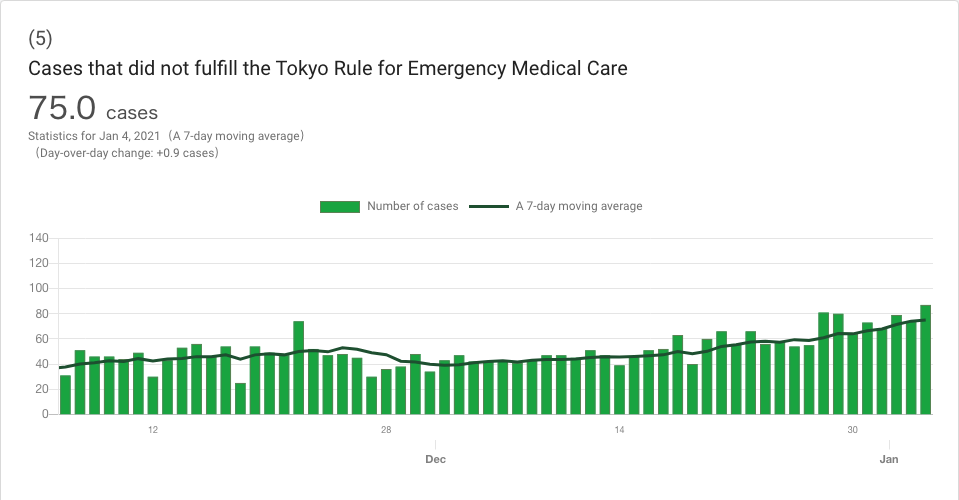 (5)
Cases that did not fulfill the Tokyo Rule for Emergency Medical Care
75.0 cases
Statistics for Jan 4, 2021（A 7-day moving average）
（Day-over-day change: +0.9 cases）
Number of cases A 7-day moving average
140
120
100
80
60
40
20
0
12 28 14 30
Dec Jan